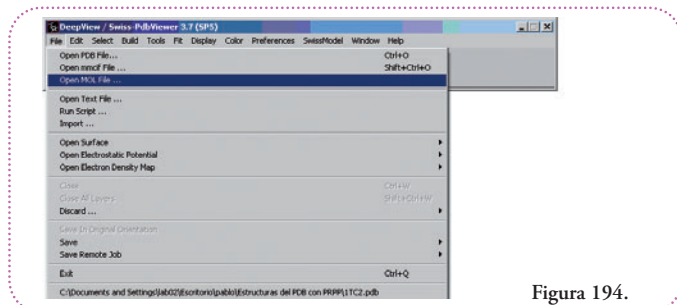 DeepView / Swiss-PdbViewer 3.7 (SP5)
File Edit Select Build Tools Fit Display Color Preferences SwissModel Window Help
Open PDB File... Ctrl+O
Open mmcif File ... Shift+Ctrl+O
Open MOL File ...
Open Text File ...
Run Script ...
Import ...
Open Surface
Open Electrostatic Potential
Open Electron Density Map
Close Ctrl+W
Close All Layers Shift+Ctrl+W
Discard ...
Save In Original Orientation
Save
Save Remote Job
Exit Ctrl+Q
C:\Documents and Settings\lab02\Escritorio\pablo\Estructuras del PDB con PRPP\1TC2.pdb
Figura 194.